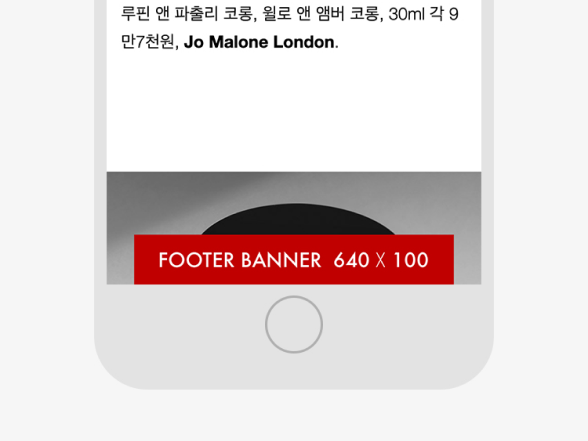 루핀 앤 파출리 코롱, 윌로 앤 앰버 코롱, 30ml 각 9
만7천원, Jo Malone London.
FOOTER BANNER 640 X 100